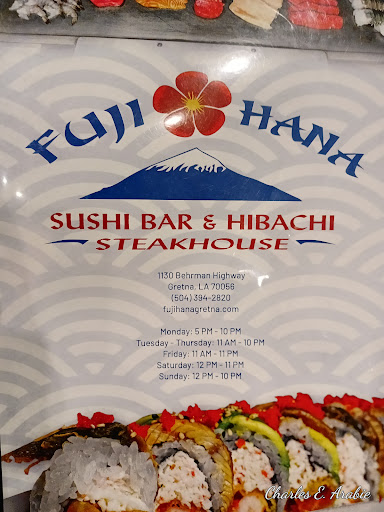 FUJI HANA
SUSHI BAR & HIBACHI
STEAKHOUSE
1130 Behrman Highway
Gretna, LA 70056
(504) 394-2820
fujihanagretna.com
Monday: 5 PM - 10 PM
Tuesday - Thursday: 11 AM - 10 PM
Friday: 11 AM - 11 PM
Saturday: 12 PM - 11 PM
Sunday: 12 PM - 10 PM
Charles E. Arabie